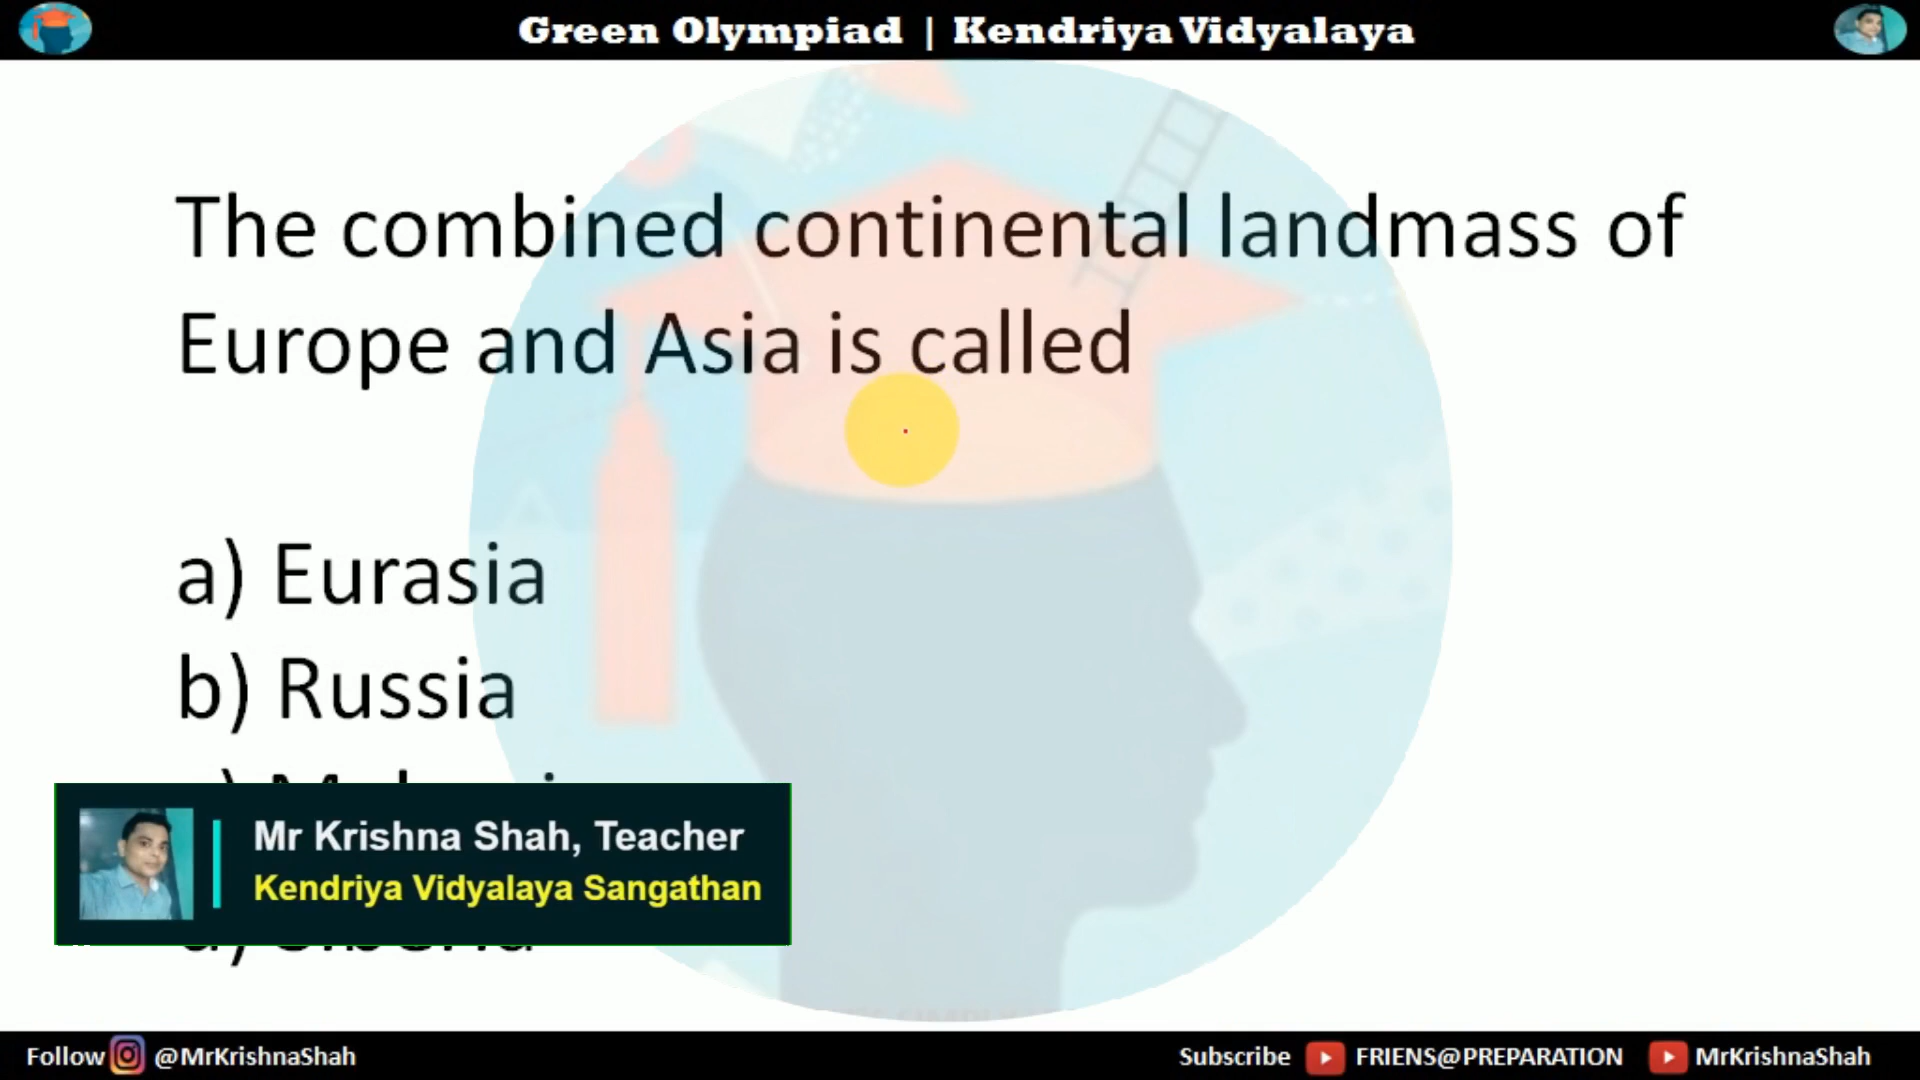 Green Olympiad | Kendriya Vidyalaya
The combined continental landmass of
Europe and Asia is called
a) Eurasia
b) Russia
Mr Krishna Shah, Teacher
Kendriya Vidyalaya Sangathan
Follow @MrKrishnaShah
Subscribe FRIENS@PREPARATION MrKrishnaShah